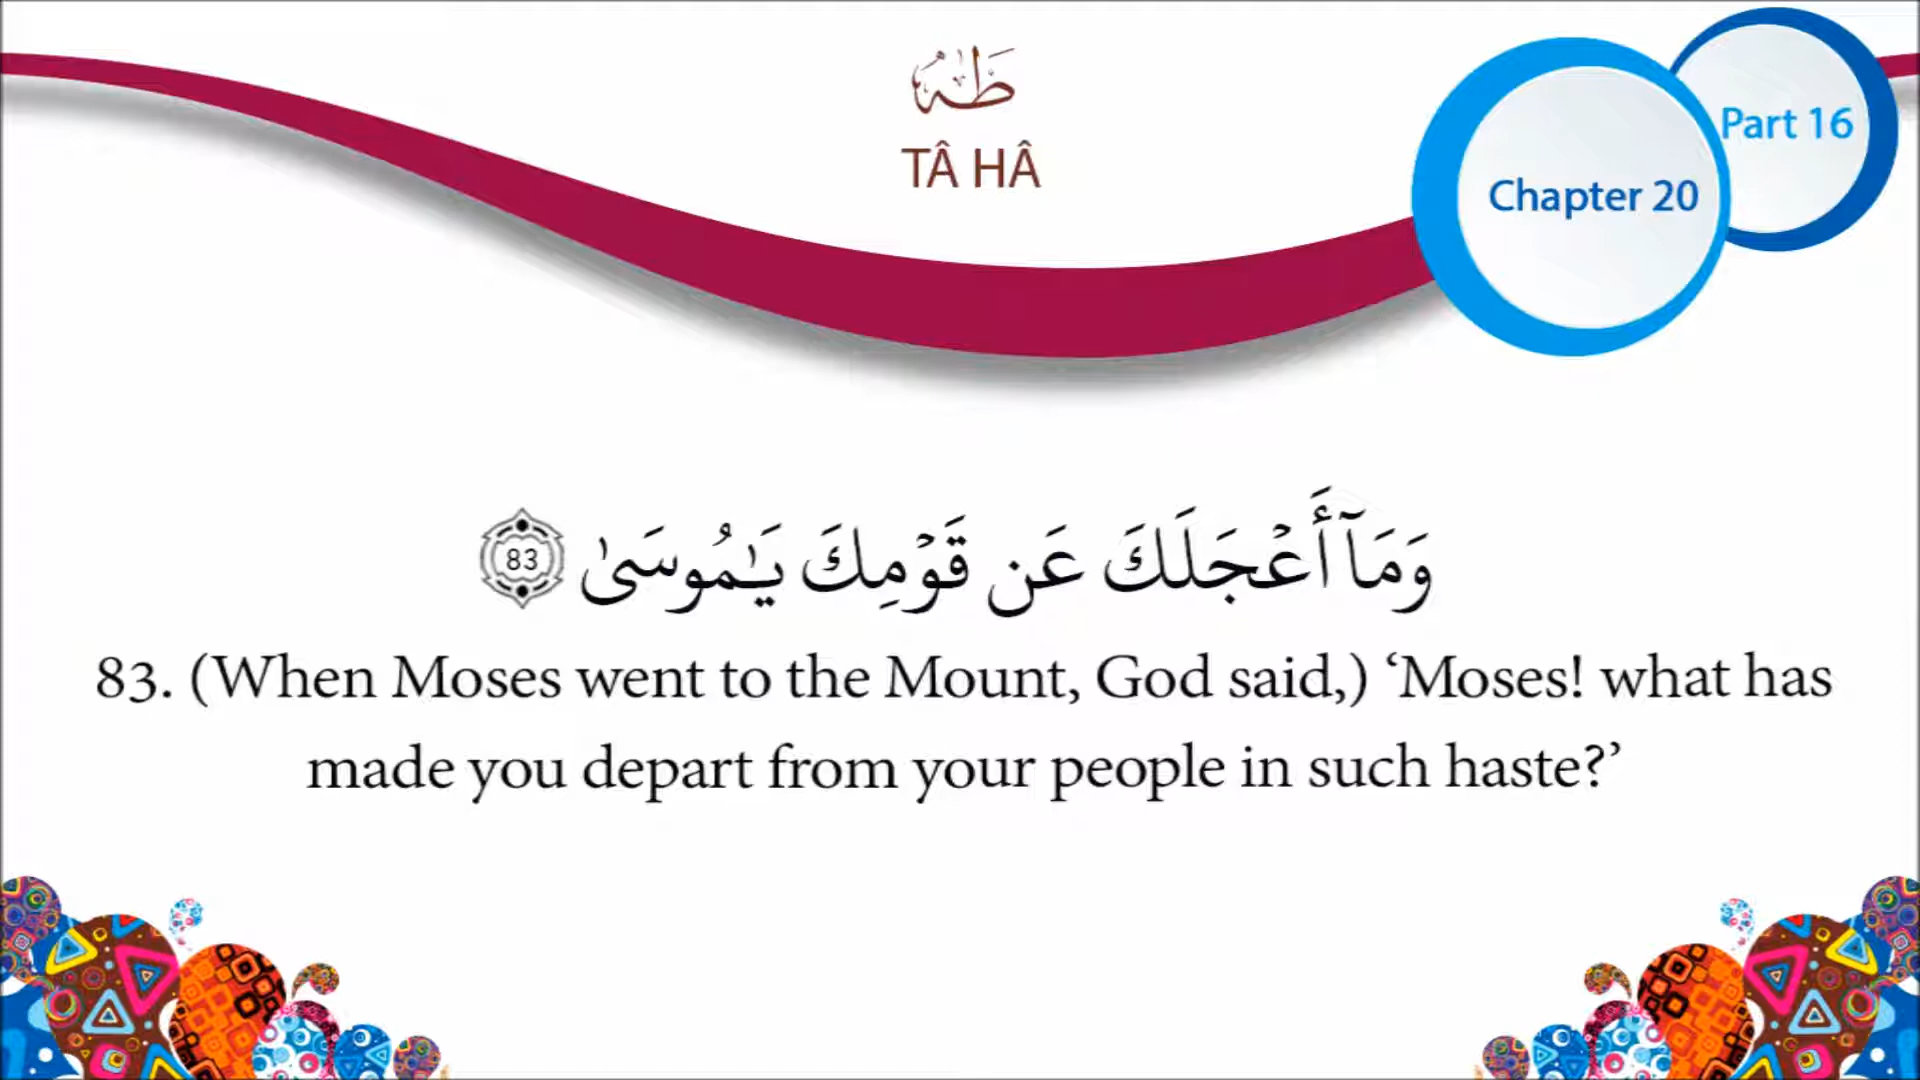 طٰهٰ
TÂ HÂ
Part 16
Chapter 20
وَمَآ أَعْجَلَكَ عَن قَوْمِكَ يَٰمُوسَىٰ 83
83. (When Moses went to the Mount, God said,) ‘Moses! what has
made you depart from your people in such haste?’